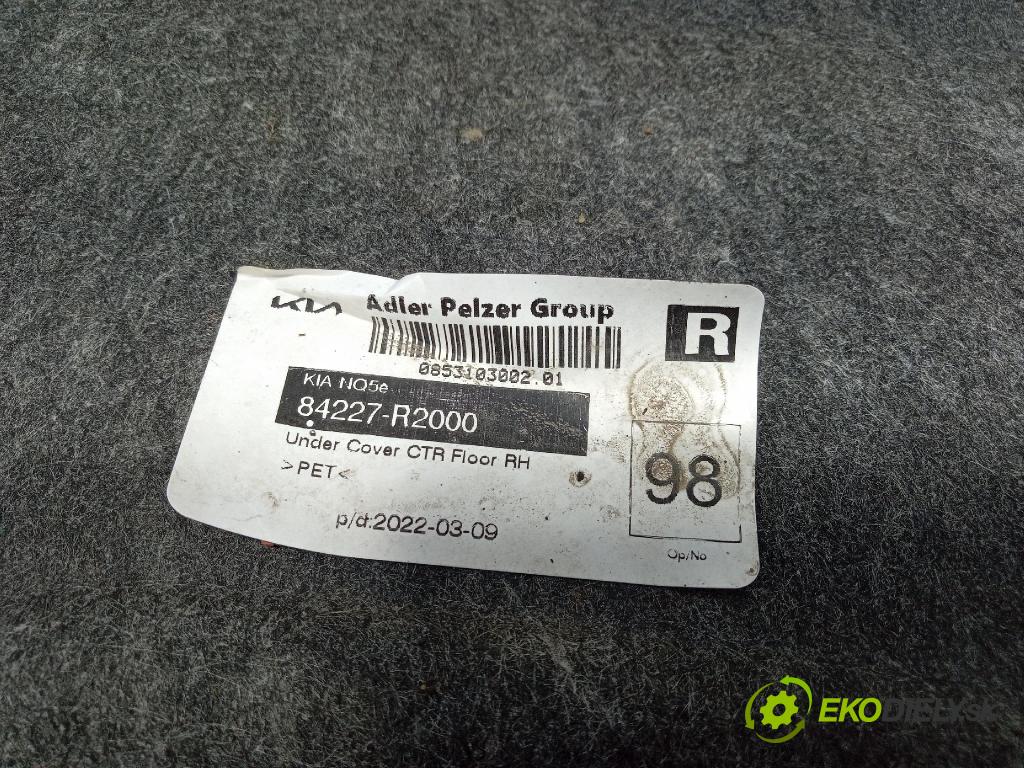 KIA Adler Pelzer Group
R
0853103002.01
KIA NQ5e
84227-R2000
Under Cover CTR Floor RH
>PET<
98
p/d:2022-03-09
Op/No
EKODIELY.SK